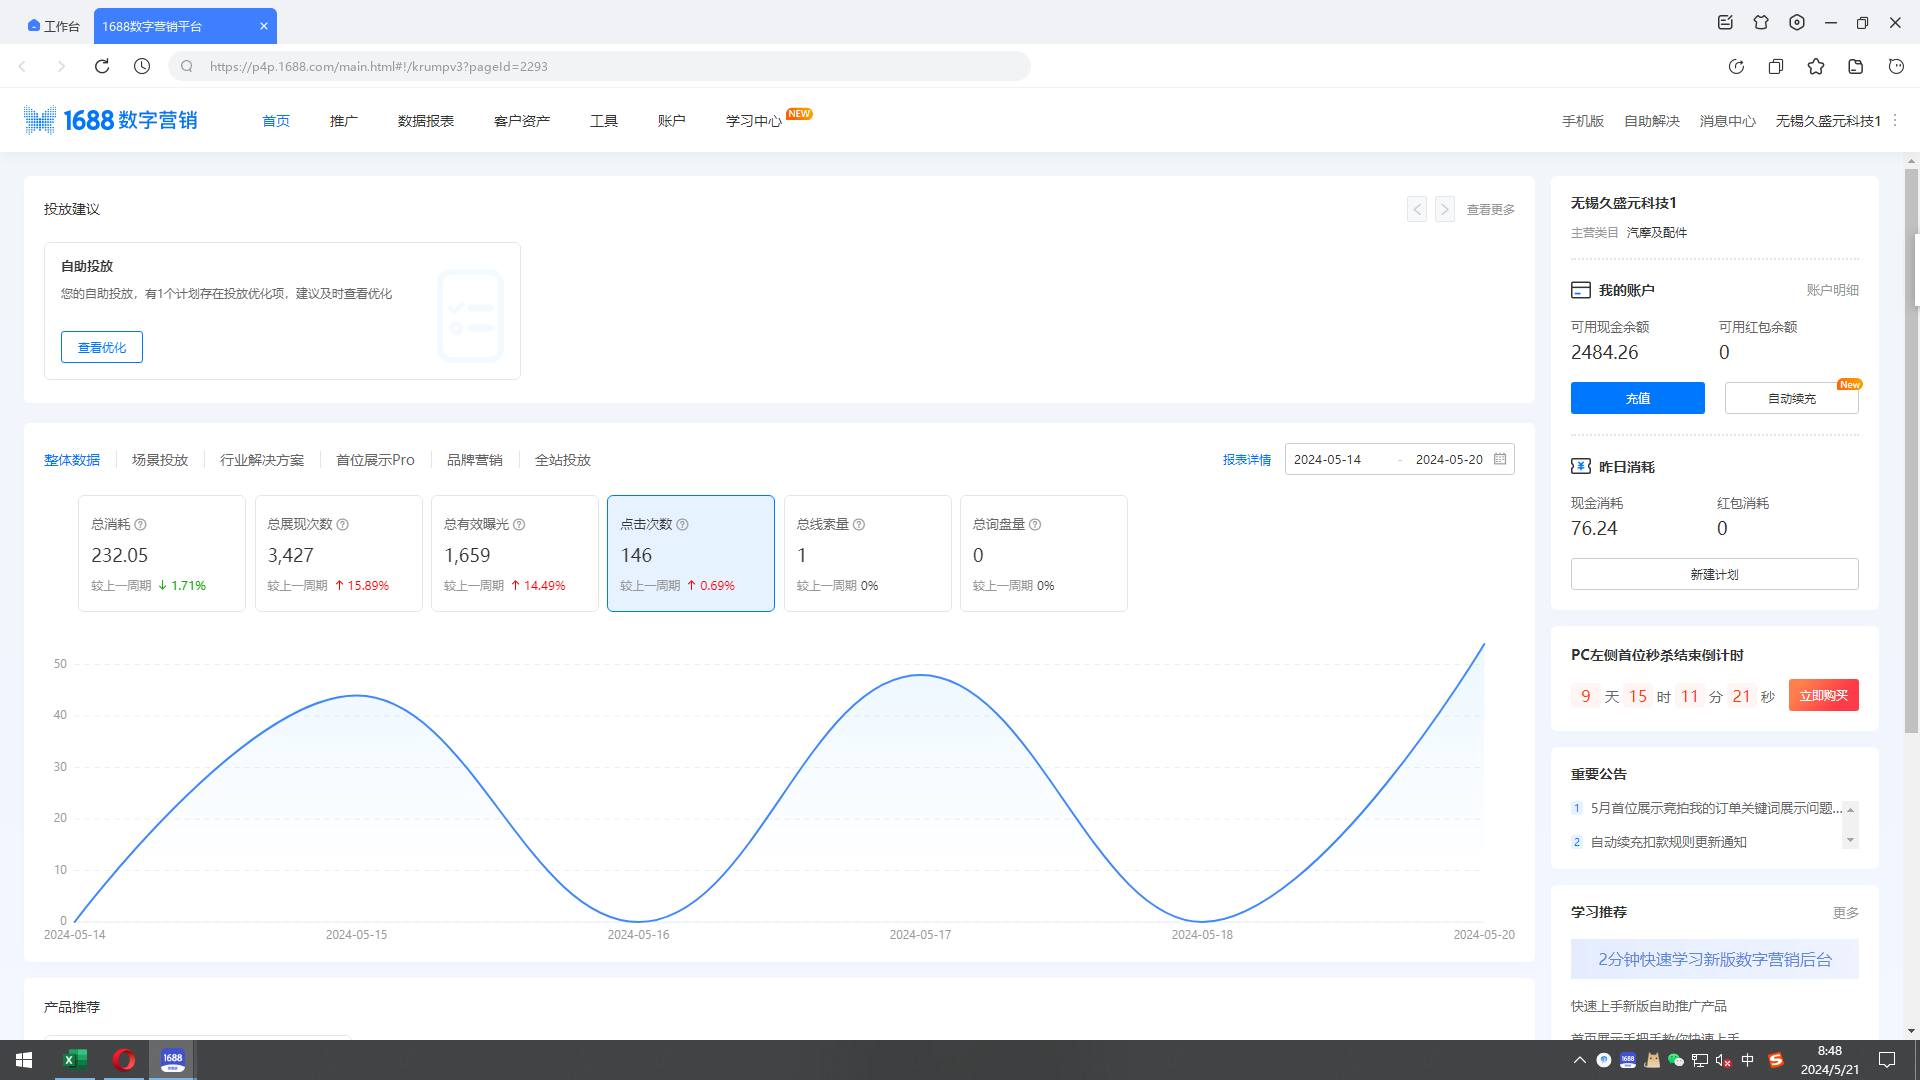 工作台
1688数字营销平台
https://p4p.1688.com/main.html#!/krumpv3?pageId=2293
1688 数字营销
首页
推广
数据报表
客户资产
工具
账户
学习中心
NEW
手机版
自助解决
消息中心
无锡久盛元科技1
投放建议
查看更多
自助投放
您的自助投放，有1个计划存在投放优化项，建议及时查看优化
查看优化
整体数据
场景投放
行业解决方案
首位展示Pro
品牌营销
全站投放
报表详情
2024-05-14 - 2024-05-20
总消耗
232.05
较上一周期 1.71%
总展现次数
3,427
较上一周期 15.89%
总有效曝光
1,659
较上一周期 14.49%
点击次数
146
较上一周期 0.69%
总线索量
1
较上一周期 0%
总询盘量
0
较上一周期 0%
50
40
30
20
10
0
2024-05-14
2024-05-15
2024-05-16
2024-05-17
2024-05-18
2024-05-20
产品推荐
无锡久盛元科技1
主营类目 汽摩及配件
我的账户
账户明细
可用现金余额
可用红包余额
2484.26
0
充值
自动续充
New
昨日消耗
现金消耗
红包消耗
76.24
0
新建计划
PC左侧首位秒杀结束倒计时
9 天 15 时 11 分 21 秒
立即购买
重要公告
1 5月首位展示竞拍我的订单关键词展示问题...
2 自动续充扣款规则更新通知
学习推荐
更多
2分钟快速学习新版数字营销后台
快速上手新版自助推广产品
首页展示手把手教你快速上手
1688
1688
中
8:48
2024/5/21